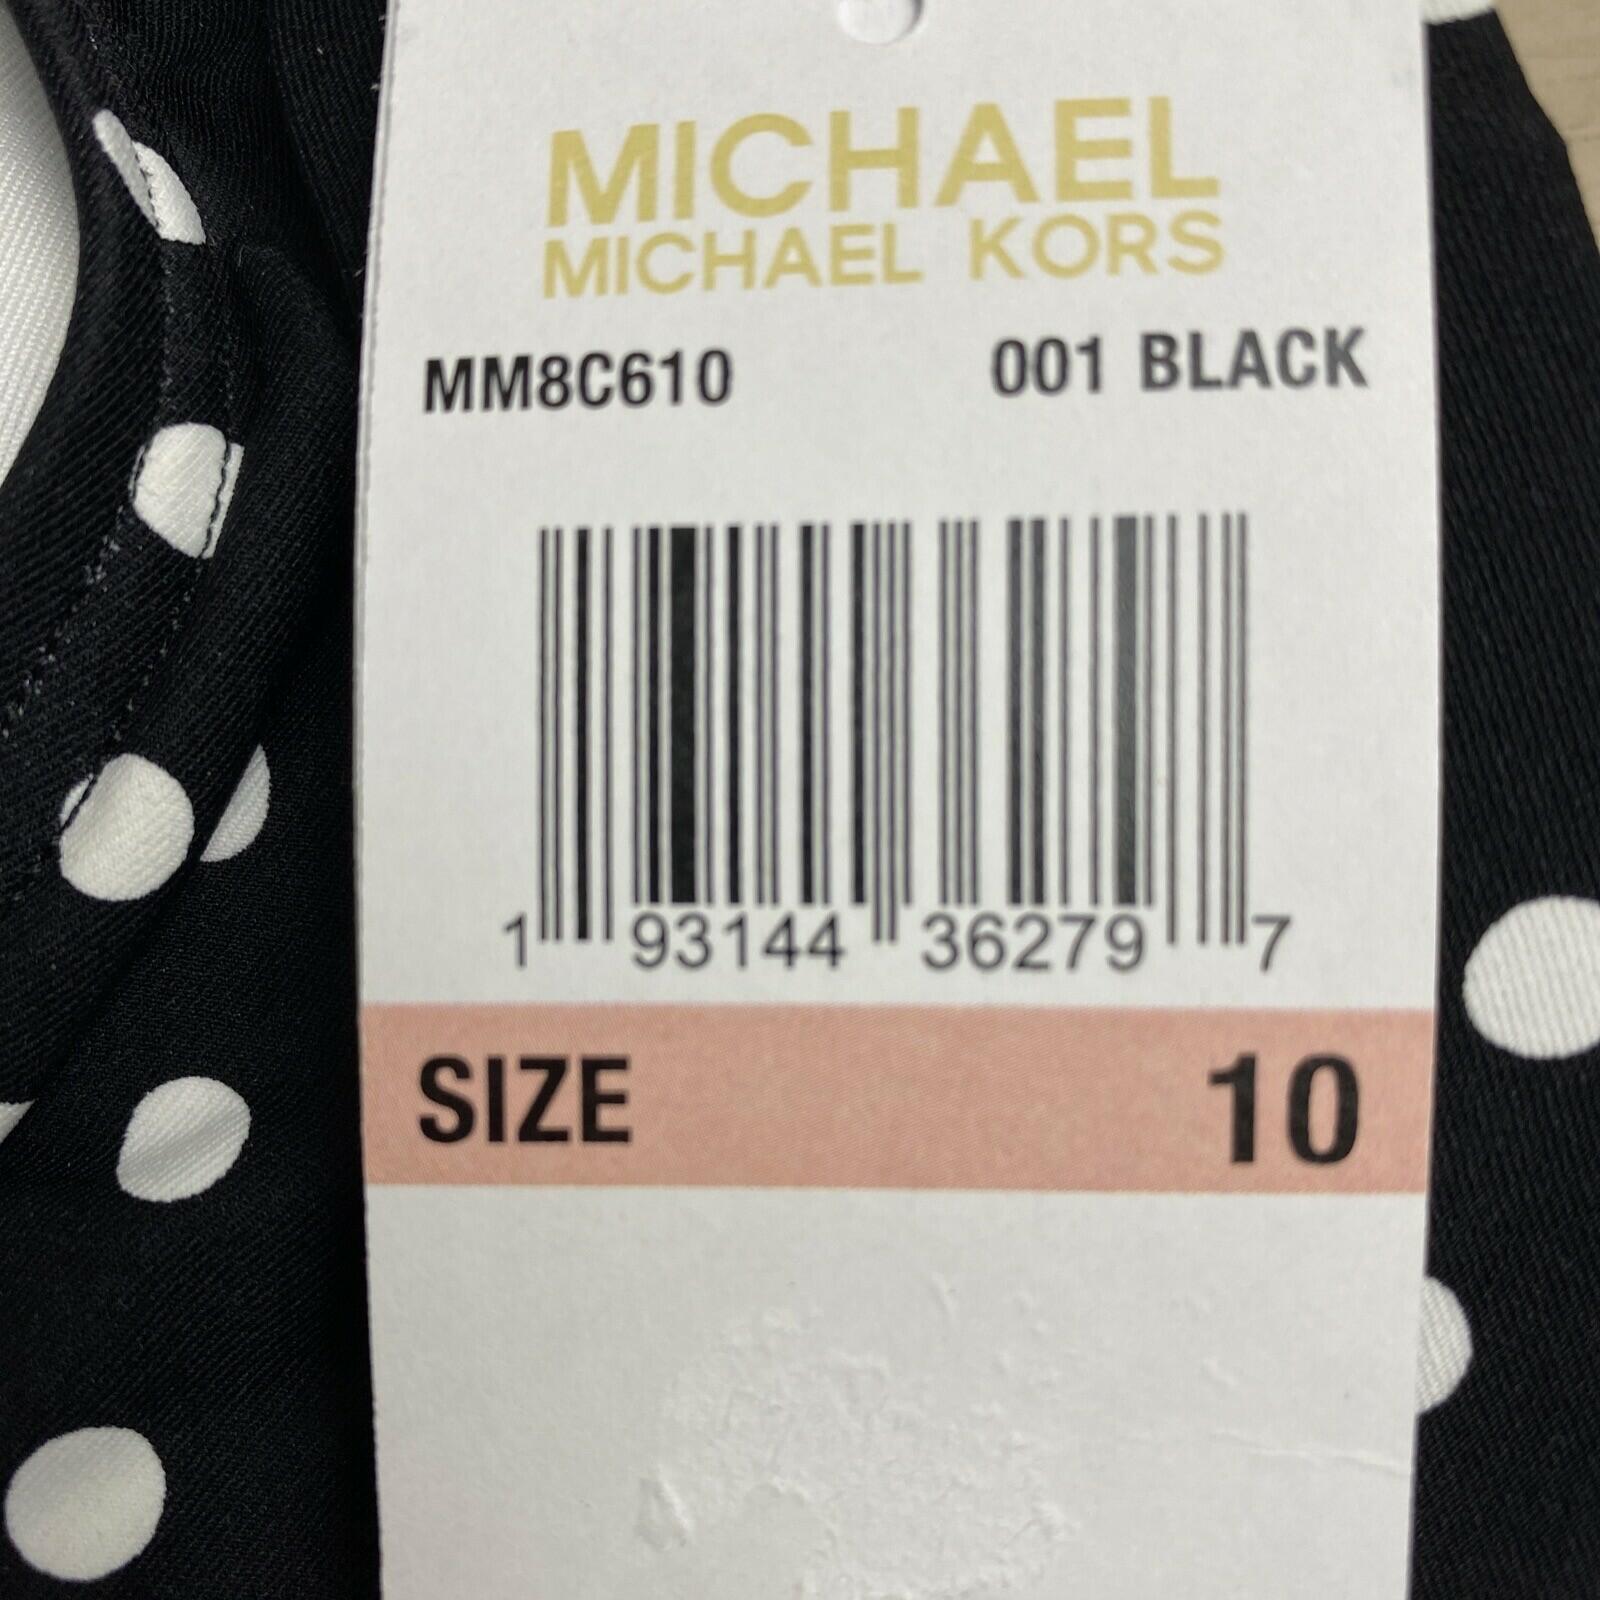 MICHAEL
MICHAEL KORS
MM8C610 001 BLACK
1 93144 36279 7
SIZE 10